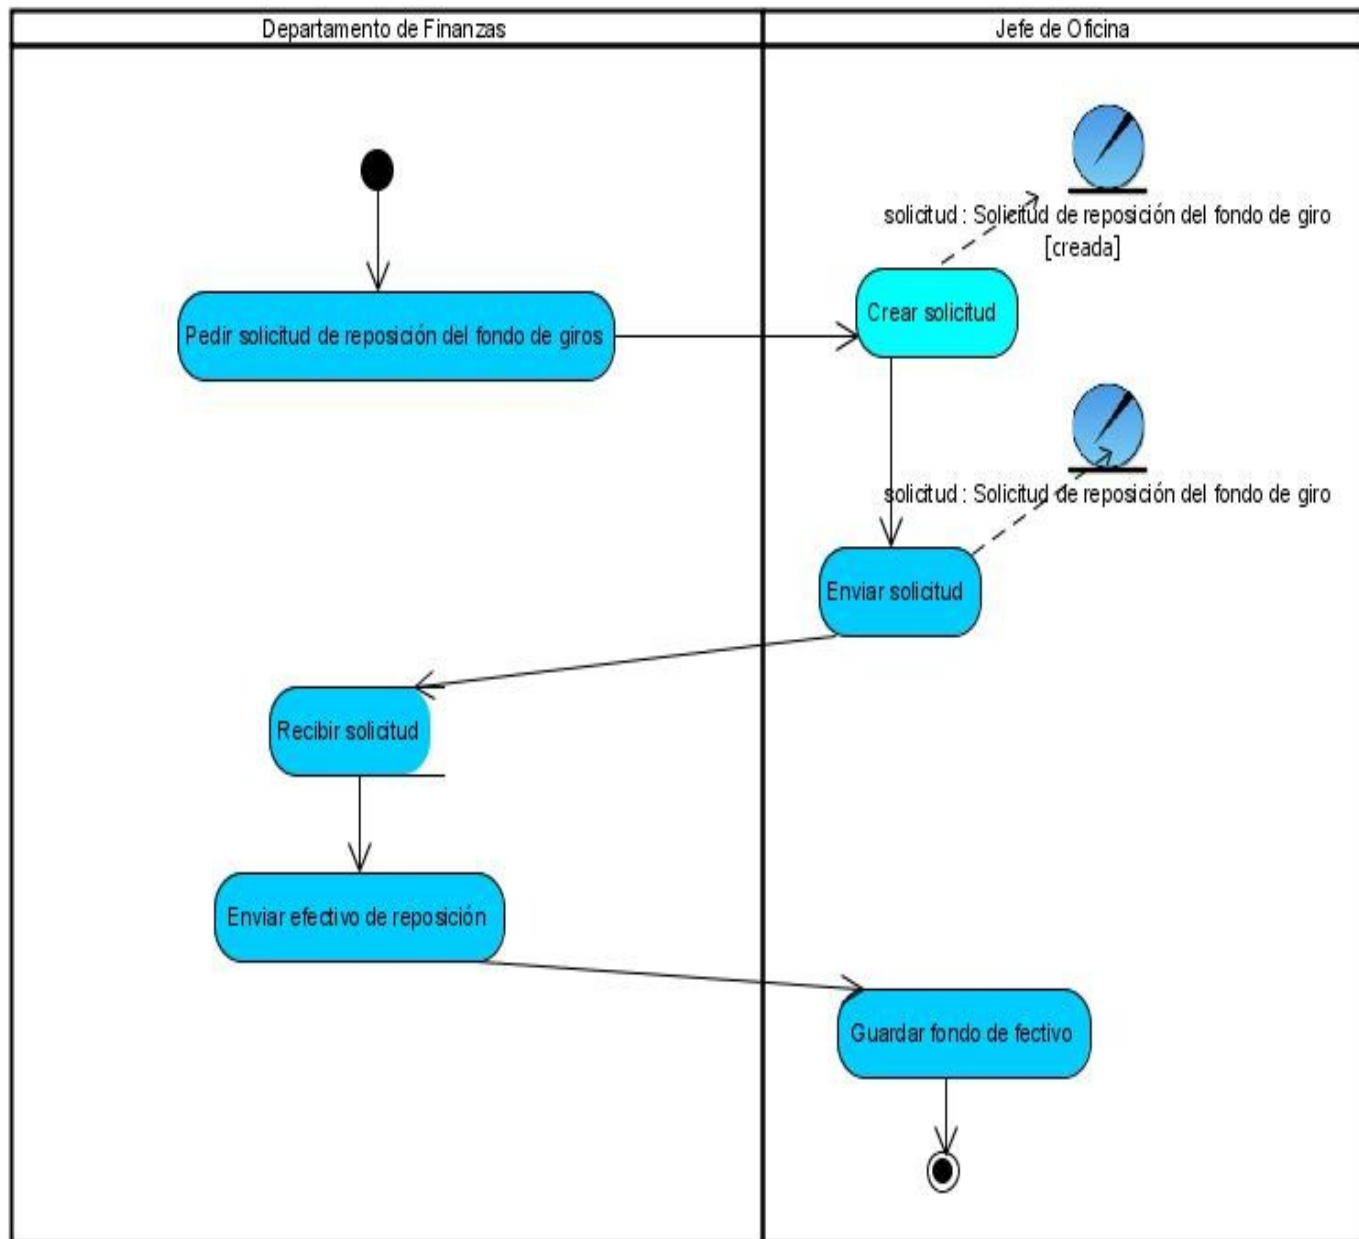 Departamento de Finanzas
Jefe de Oficina
solicitud : Solicitud de reposición del fondo de giro
[creada]
Crear solicitud
Pedir solicitud de reposición del fondo de giros
solicitud : Solicitud de reposición del fondo de giro
Enviar solicitud
Recibir solicitud
Enviar efectivo de reposición
Guardar fondo de fectivo